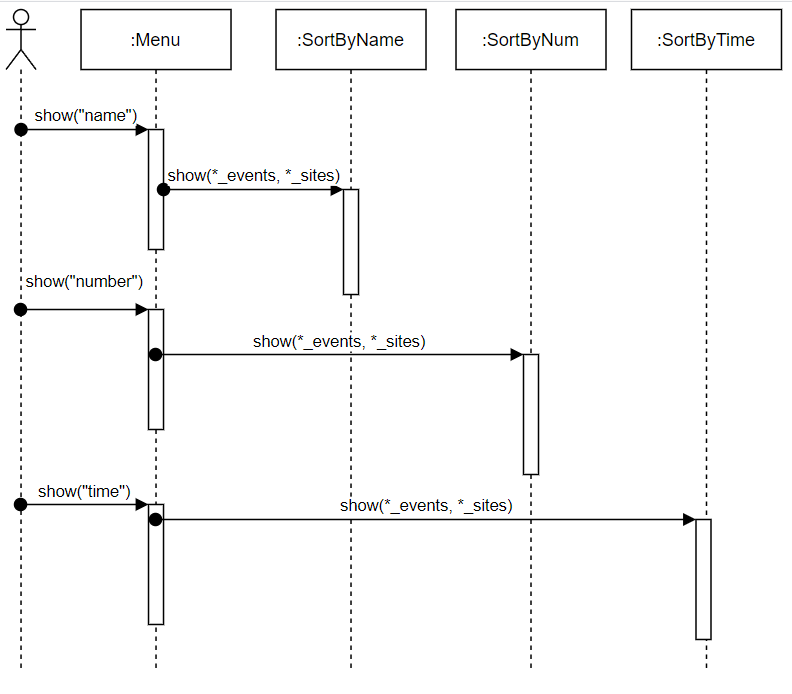 :Menu
:SortByName
:SortByNum
:SortByTime
show("name")
show(*_events, *_sites)
show("number")
show(*_events, *_sites)
show("time")
show(*_events, *_sites)